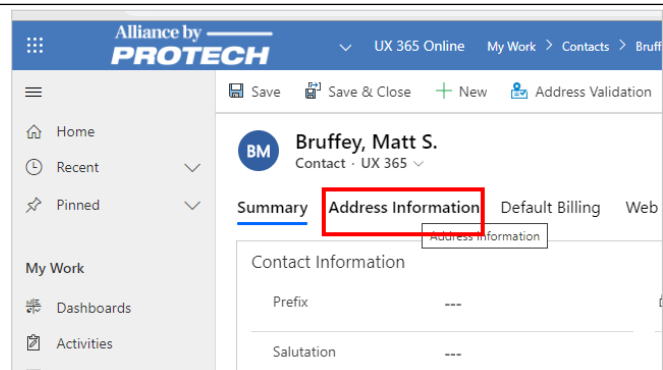 Alliance by
PROTECH
UX 365 Online My Work > Contacts > Bruff
Save Save & Close + New Address Validation
Home
BM Bruffey, Matt S.
Contact · UX 365
Recent
Pinned
Summary Address Information Default Billing Web
Address Information
My Work
Contact Information
Dashboards
Prefix ---
Activities
Salutation ---